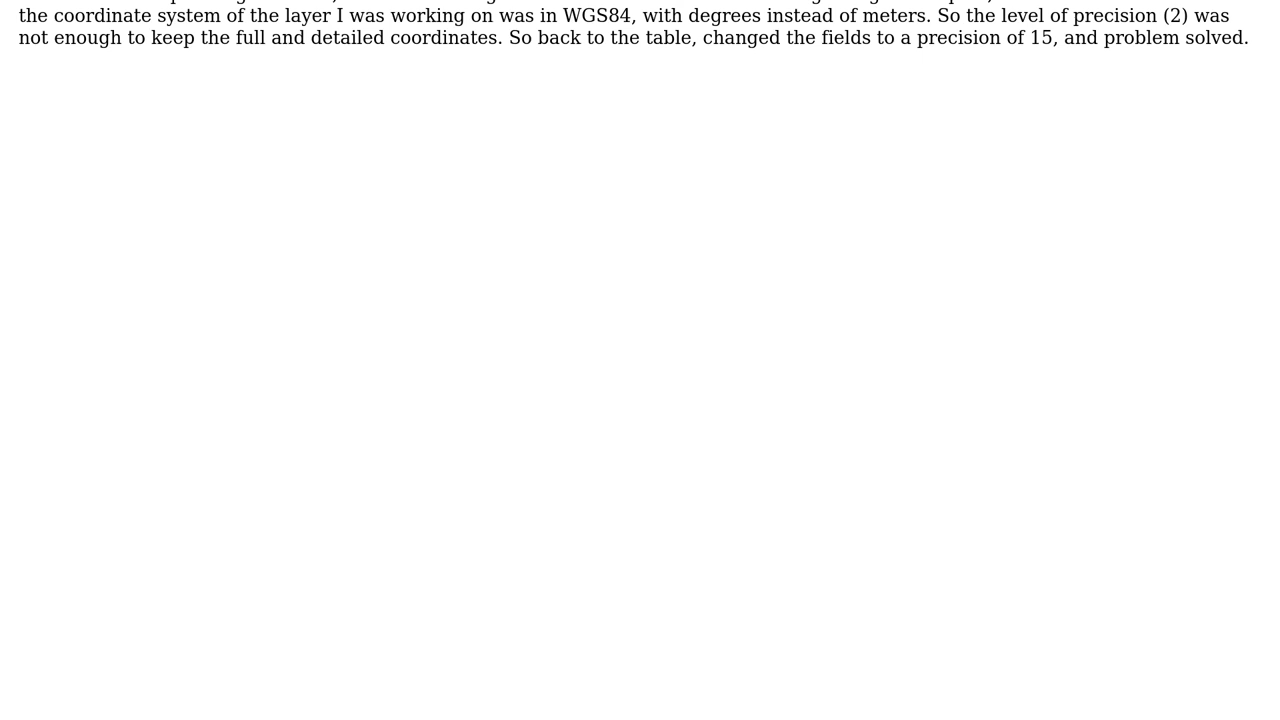 the coordinate system of the layer I was working on was in WGS84, with degrees instead of meters. So the level of precision (2) was
not enough to keep the full and detailed coordinates. So back to the table, changed the fields to a precision of 15, and problem solved.